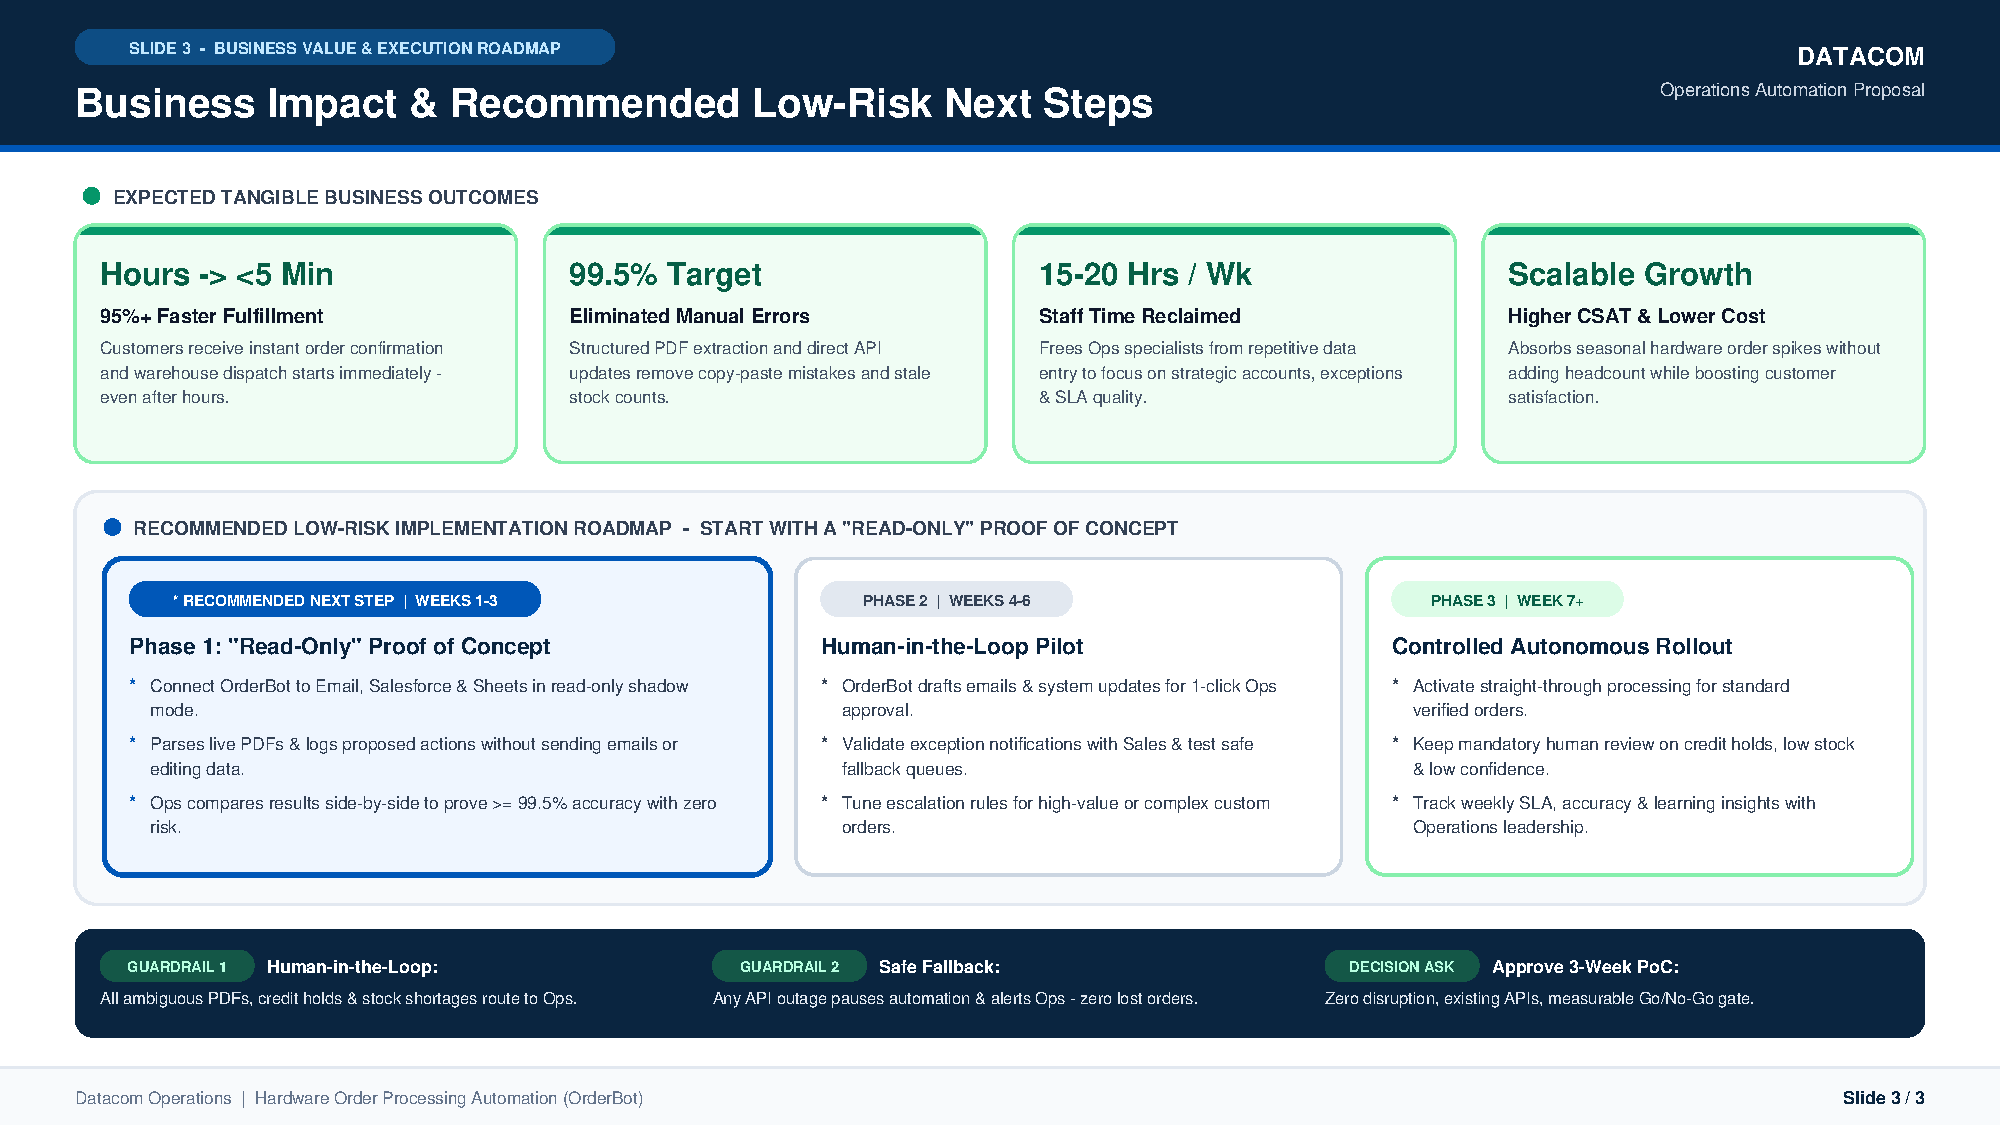 SLIDE 3 - BUSINESS VALUE & EXECUTION ROADMAP
Business Impact & Recommended Low-Risk Next Steps
DATACOM
Operations Automation Proposal
EXPECTED TANGIBLE BUSINESS OUTCOMES
Hours -> <5 Min
95%+ Faster Fulfillment
Customers receive instant order confirmation
and warehouse dispatch starts immediately -
even after hours.
99.5% Target
Eliminated Manual Errors
Structured PDF extraction and direct API
updates remove copy-paste mistakes and stale
stock counts.
15-20 Hrs / Wk
Staff Time Reclaimed
Frees Ops specialists from repetitive data
entry to focus on strategic accounts, exceptions
& SLA quality.
Scalable Growth
Higher CSAT & Lower Cost
Absorbs seasonal hardware order spikes without
adding headcount while boosting customer
satisfaction.
RECOMMENDED LOW-RISK IMPLEMENTATION ROADMAP - START WITH A "READ-ONLY" PROOF OF CONCEPT
* RECOMMENDED NEXT STEP | WEEKS 1-3
Phase 1: "Read-Only" Proof of Concept
* Connect OrderBot to Email, Salesforce & Sheets in read-only shadow
mode.
* Parses live PDFs & logs proposed actions without sending emails or
editing data.
* Ops compares results side-by-side to prove >= 99.5% accuracy with zero
risk.
PHASE 2 | WEEKS 4-6
Human-in-the-Loop Pilot
* OrderBot drafts emails & system updates for 1-click Ops
approval.
* Validate exception notifications with Sales & test safe
fallback queues.
* Tune escalation rules for high-value or complex custom
orders.
PHASE 3 | WEEK 7+
Controlled Autonomous Rollout
* Activate straight-through processing for standard
verified orders.
* Keep mandatory human review on credit holds, low stock
& low confidence.
* Track weekly SLA, accuracy & learning insights with
Operations leadership.
GUARDRAIL 1 Human-in-the-Loop:
All ambiguous PDFs, credit holds & stock shortages route to Ops.
GUARDRAIL 2 Safe Fallback:
Any API outage pauses automation & alerts Ops - zero lost orders.
DECISION ASK Approve 3-Week PoC:
Zero disruption, existing APIs, measurable Go/No-Go gate.
Datacom Operations | Hardware Order Processing Automation (OrderBot)
Slide 3 / 3